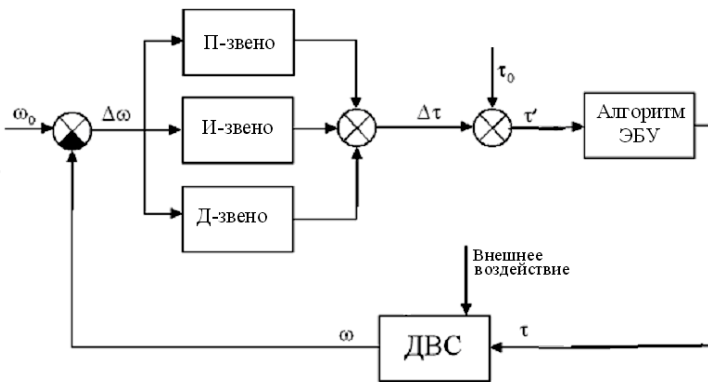 П-звено
τ₀
ω₀
Δω
И-звено
Δτ
τ′
Алгоритм
ЭБУ
Д-звено
Внешнее
воздействие
ω
ДВС
τ